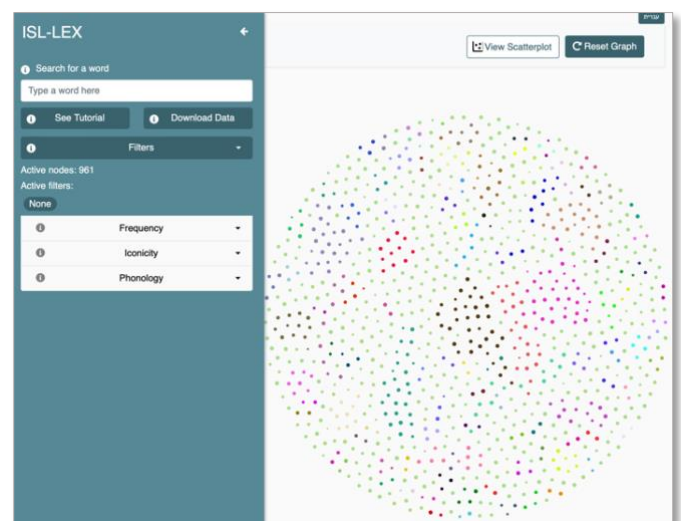 ISL-LEX
עברית
View Scatterplot
Reset Graph
Search for a word
Type a word here
See Tutorial
Download Data
Filters
Active nodes: 961
Active filters:
None
Frequency
Iconicity
Phonology